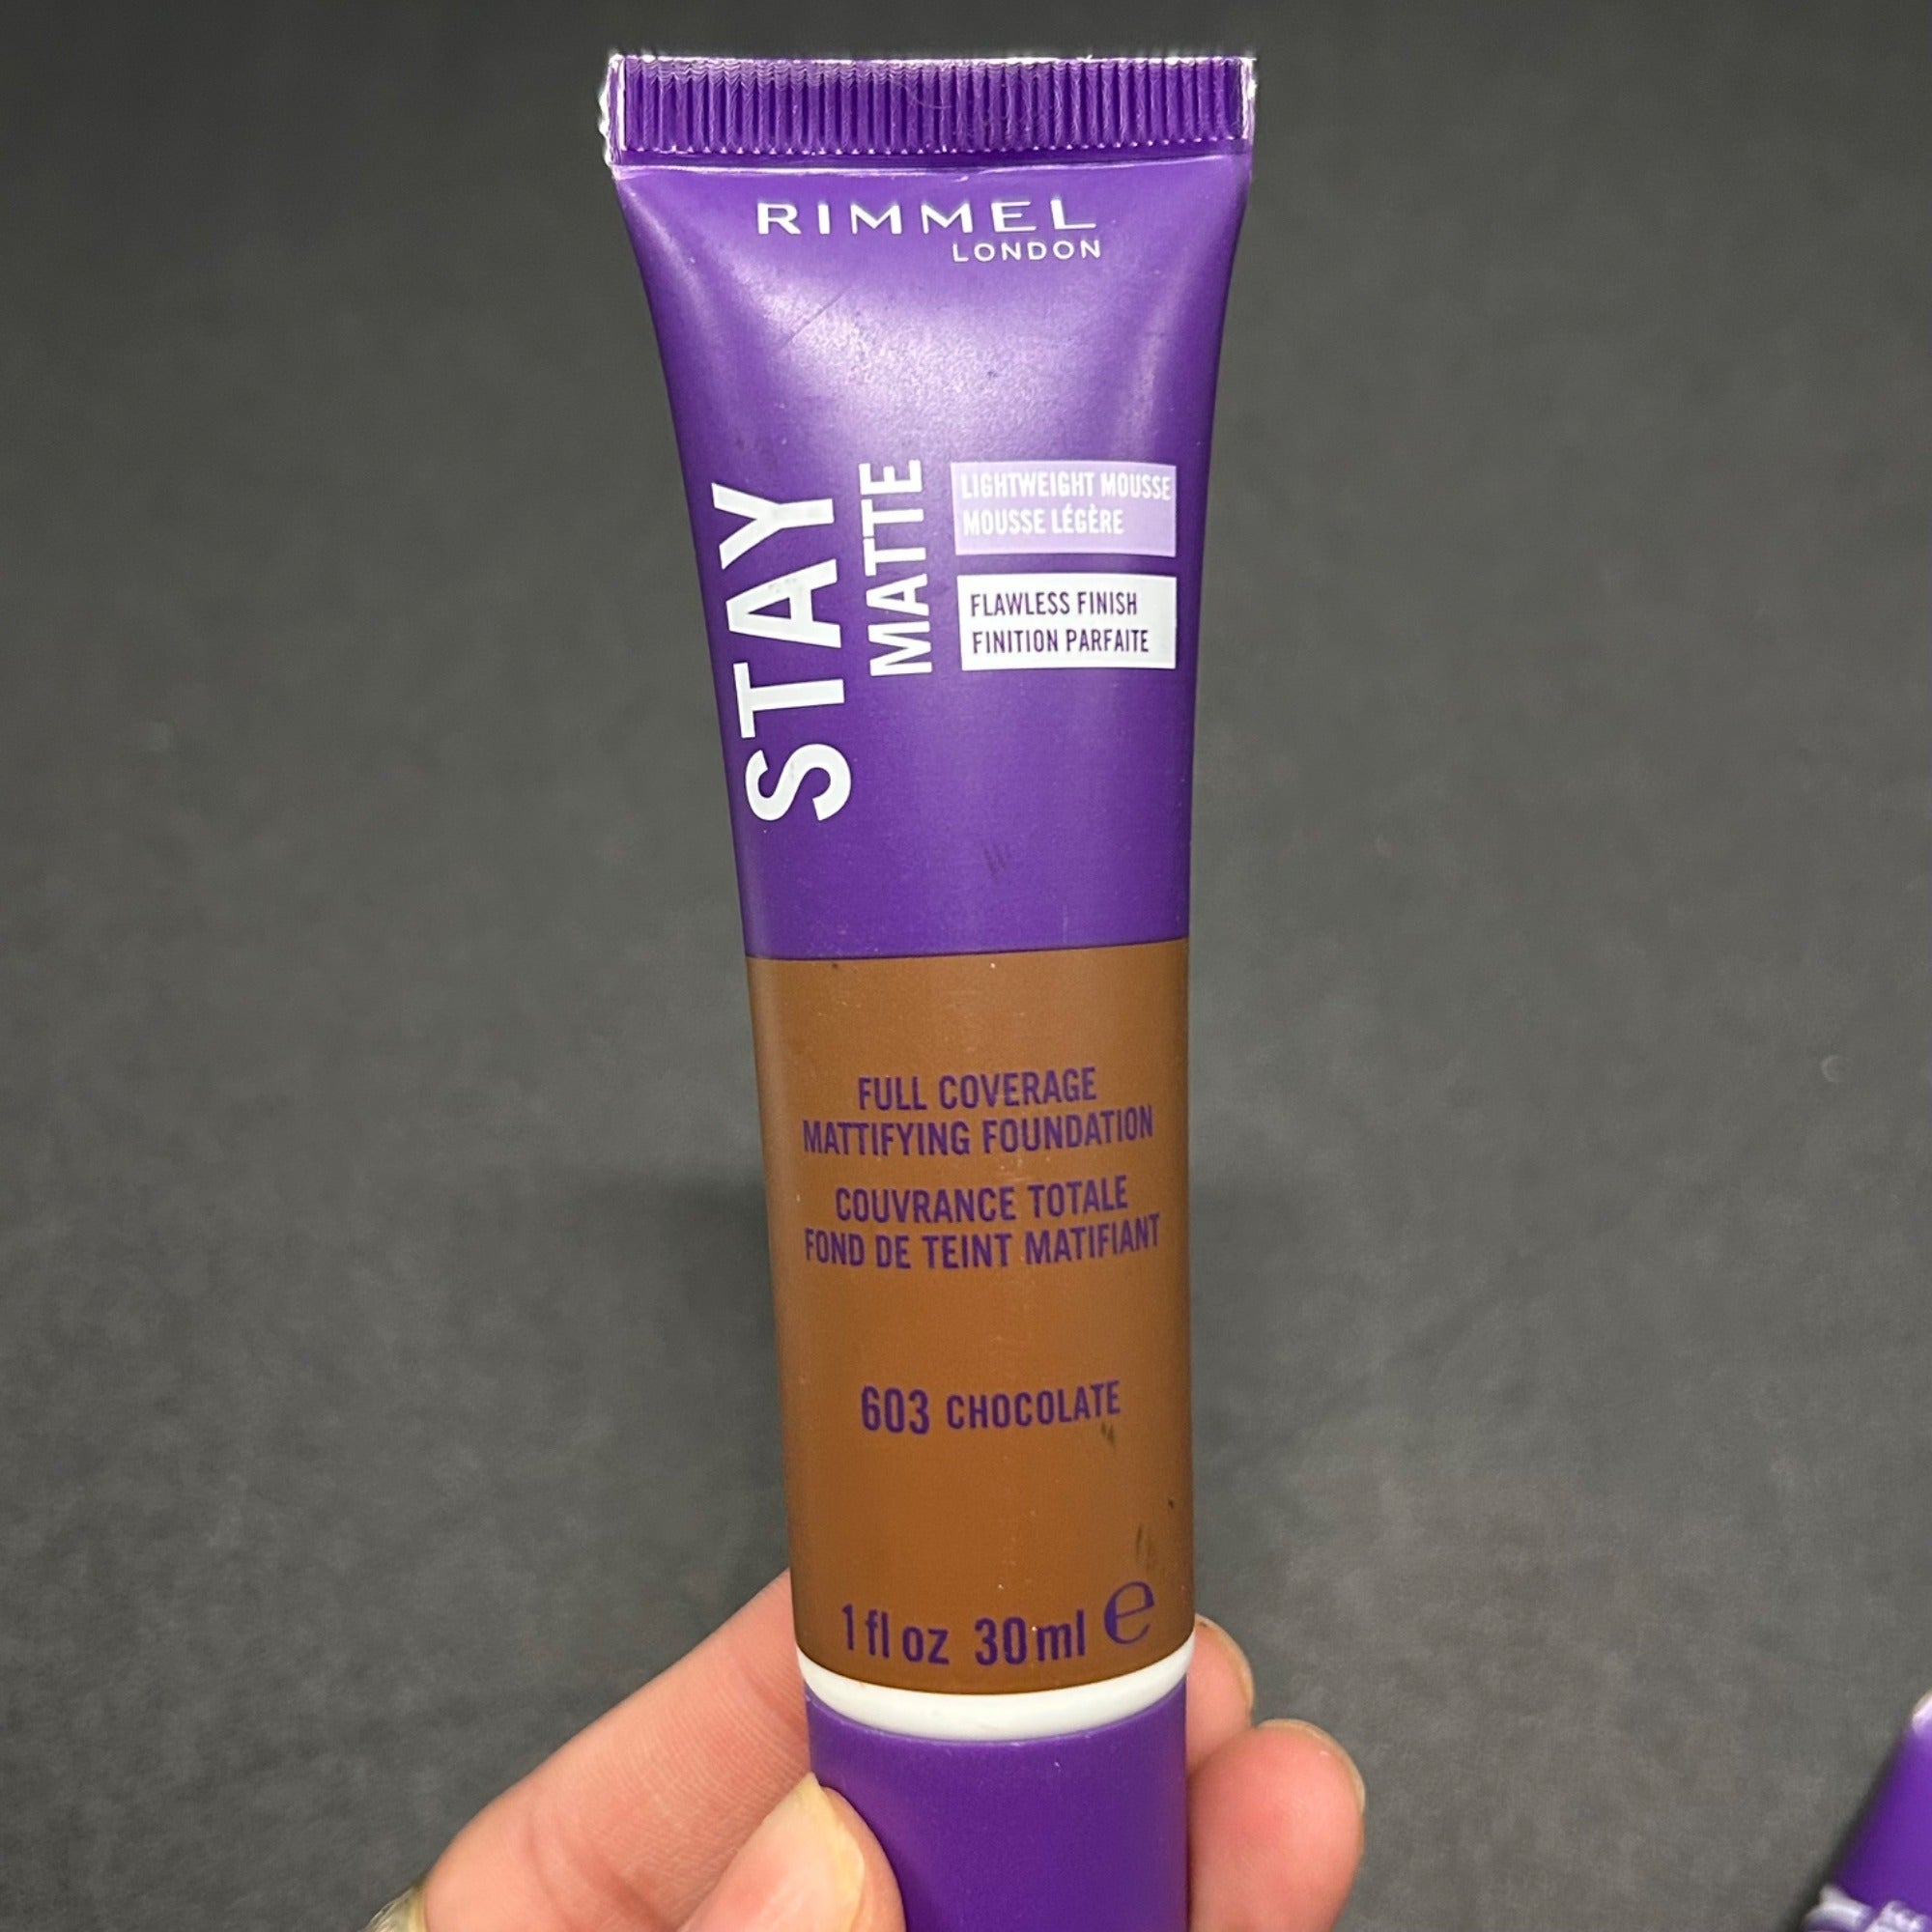 RIMMEL
LONDON
STAY
MATTE
LIGHTWEIGHT MOUSSE
MOUSSE LÉGÈRE
FLAWLESS FINISH
FINITION PARFAITE
FULL COVERAGE
MATTIFYING FOUNDATION
COUVRANCE TOTALE
FOND DE TEINT MATIFIANT
603 CHOCOLATE
1 fl oz 30ml ℮